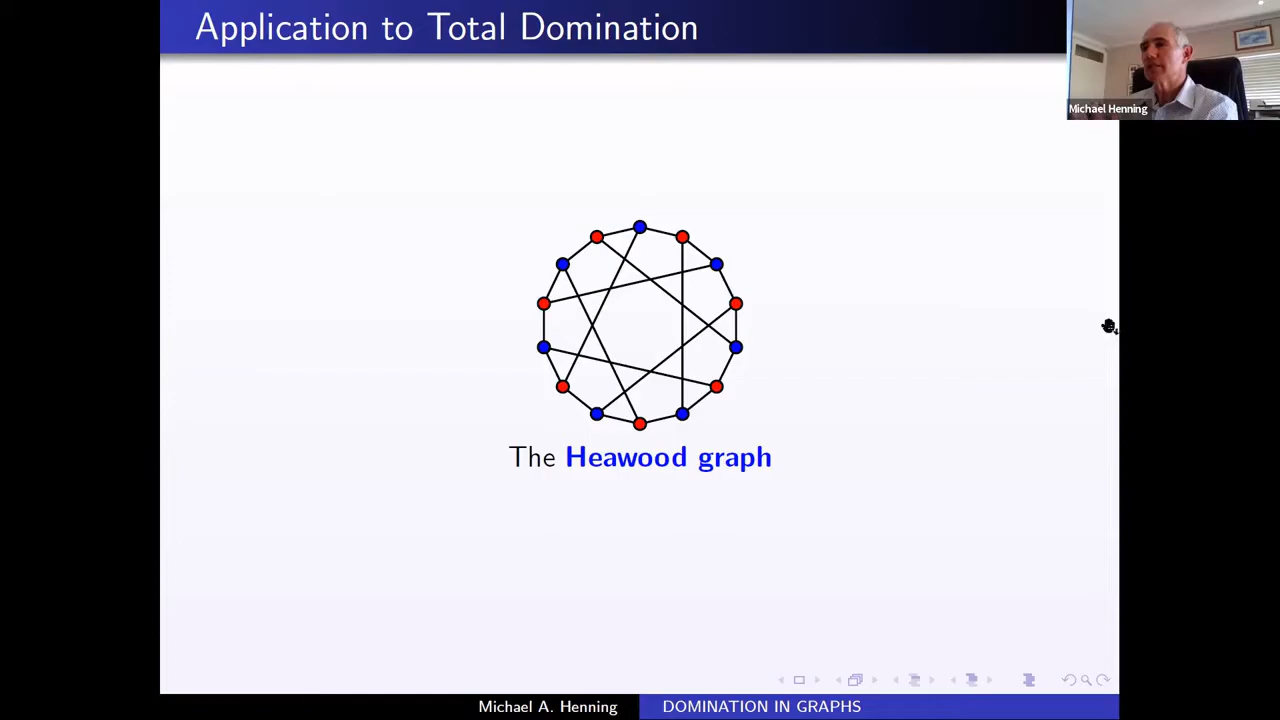 Application to Total Domination
Michael Henning
The Heawood graph
Michael A. Henning
DOMINATION IN GRAPHS